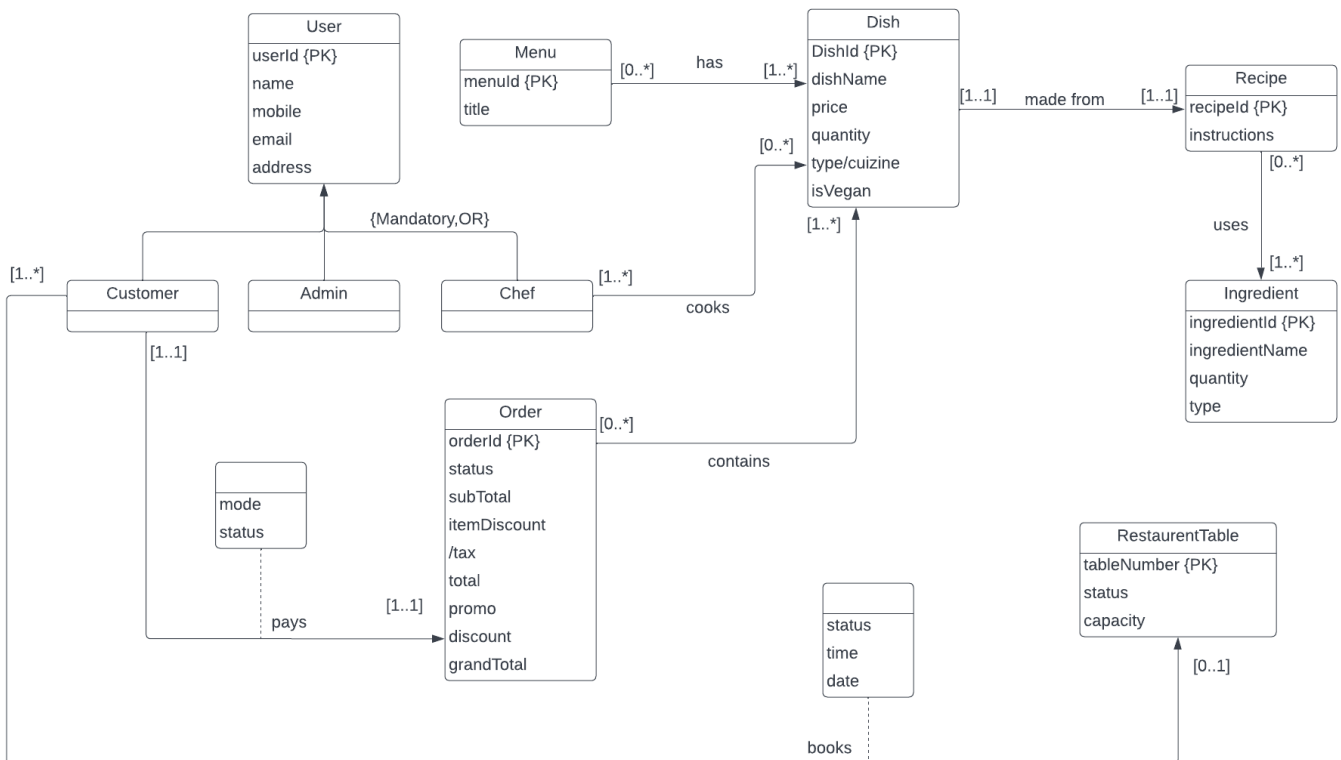 User
userId {PK}
name
mobile
email
address
Menu
menuId {PK}
title
[0..*]
has
[1..*]
Dish
DishId {PK}
dishName
price
quantity
type/cuizine
isVegan
[1..1]
made from
[1..1]
Recipe
recipeId {PK}
instructions
[0..*]
uses
[1..*]
Ingredient
ingredientId {PK}
ingredientName
quantity
type
{Mandatory,OR}
[1..*]
Customer
Admin
Chef
[1..*]
cooks
[0..*]
[1..1]
pays
[1..1]
mode
status
Order
orderId {PK}
status
subTotal
itemDiscount
/tax
total
promo
discount
grandTotal
[0..*]
contains
[1..*]
status
time
date
books
RestaurentTable
tableNumber {PK}
status
capacity
[0..1]